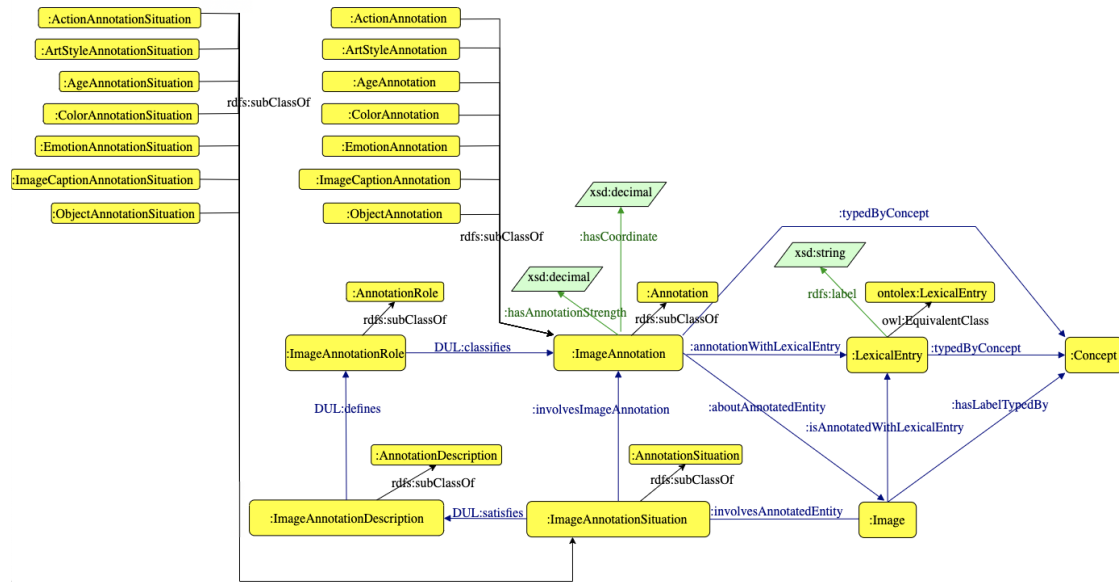 :ActionAnnotationSituation
:ArtStyleAnnotationSituation
:AgeAnnotationSituation
rdfs:subClassOf
:ColorAnnotationSituation
:EmotionAnnotationSituation
:ImageCaptionAnnotationSituation
:ObjectAnnotationSituation
:ActionAnnotation
:ArtStyleAnnotation
:AgeAnnotation
:ColorAnnotation
:EmotionAnnotation
:ImageCaptionAnnotation
:ObjectAnnotation
rdfs:subClassOf
xsd:decimal
:hasCoordinate
:typedByConcept
xsd:string
xsd:decimal
:hasAnnotationStrength
:AnnotationRole
rdfs:subClassOf
:Annotation
rdfs:subClassOf
rdfs:label
ontolex:LexicalEntry
owl:EquivalentClass
:ImageAnnotationRole
DUL:classifies
:ImageAnnotation
:annotationWithLexicalEntry
:LexicalEntry
:typedByConcept
:Concept
DUL:defines
:involvesImageAnnotation
:aboutAnnotatedEntity
:hasLabelTypedBy
:isAnnotatedWithLexicalEntry
:AnnotationDescription
rdfs:subClassOf
:AnnotationSituation
rdfs:subClassOf
:ImageAnnotationDescription
DUL:satisfies
:ImageAnnotationSituation
:involvesAnnotatedEntity
:Image